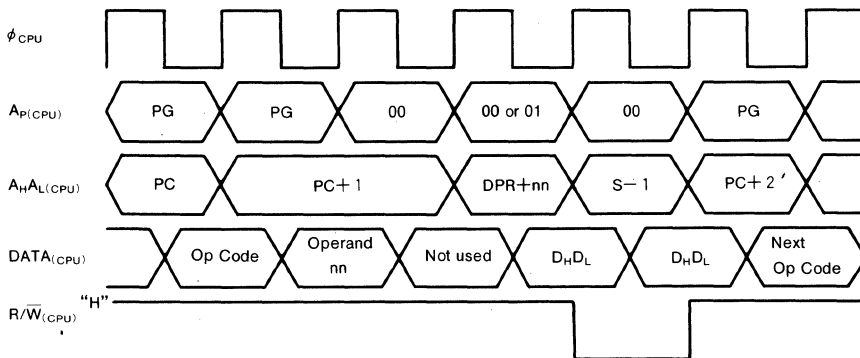 φCPU
AP(CPU) PG PG 00 00 or 01 00 PG
AHAL(CPU) PC PC+1 DPR+nn S−1 PC+2′
DATA(CPU) Op Code Operand nn Not used DHDL DHDL Next Op Code
R/W̅(CPU) “H”